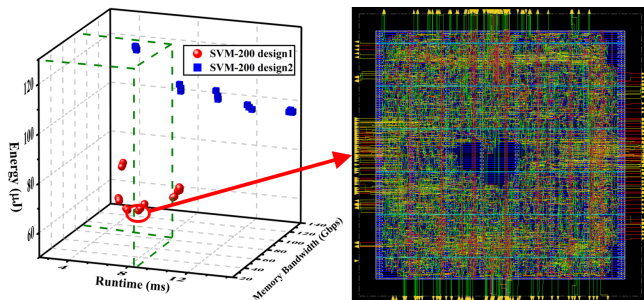 SVM-200 design1
SVM-200 design2
120
100
80
60
Energy (μJ)
4
8
12
Runtime (ms)
20
40
60
80
100
120
140
Memory Bandwidth (Gbps)